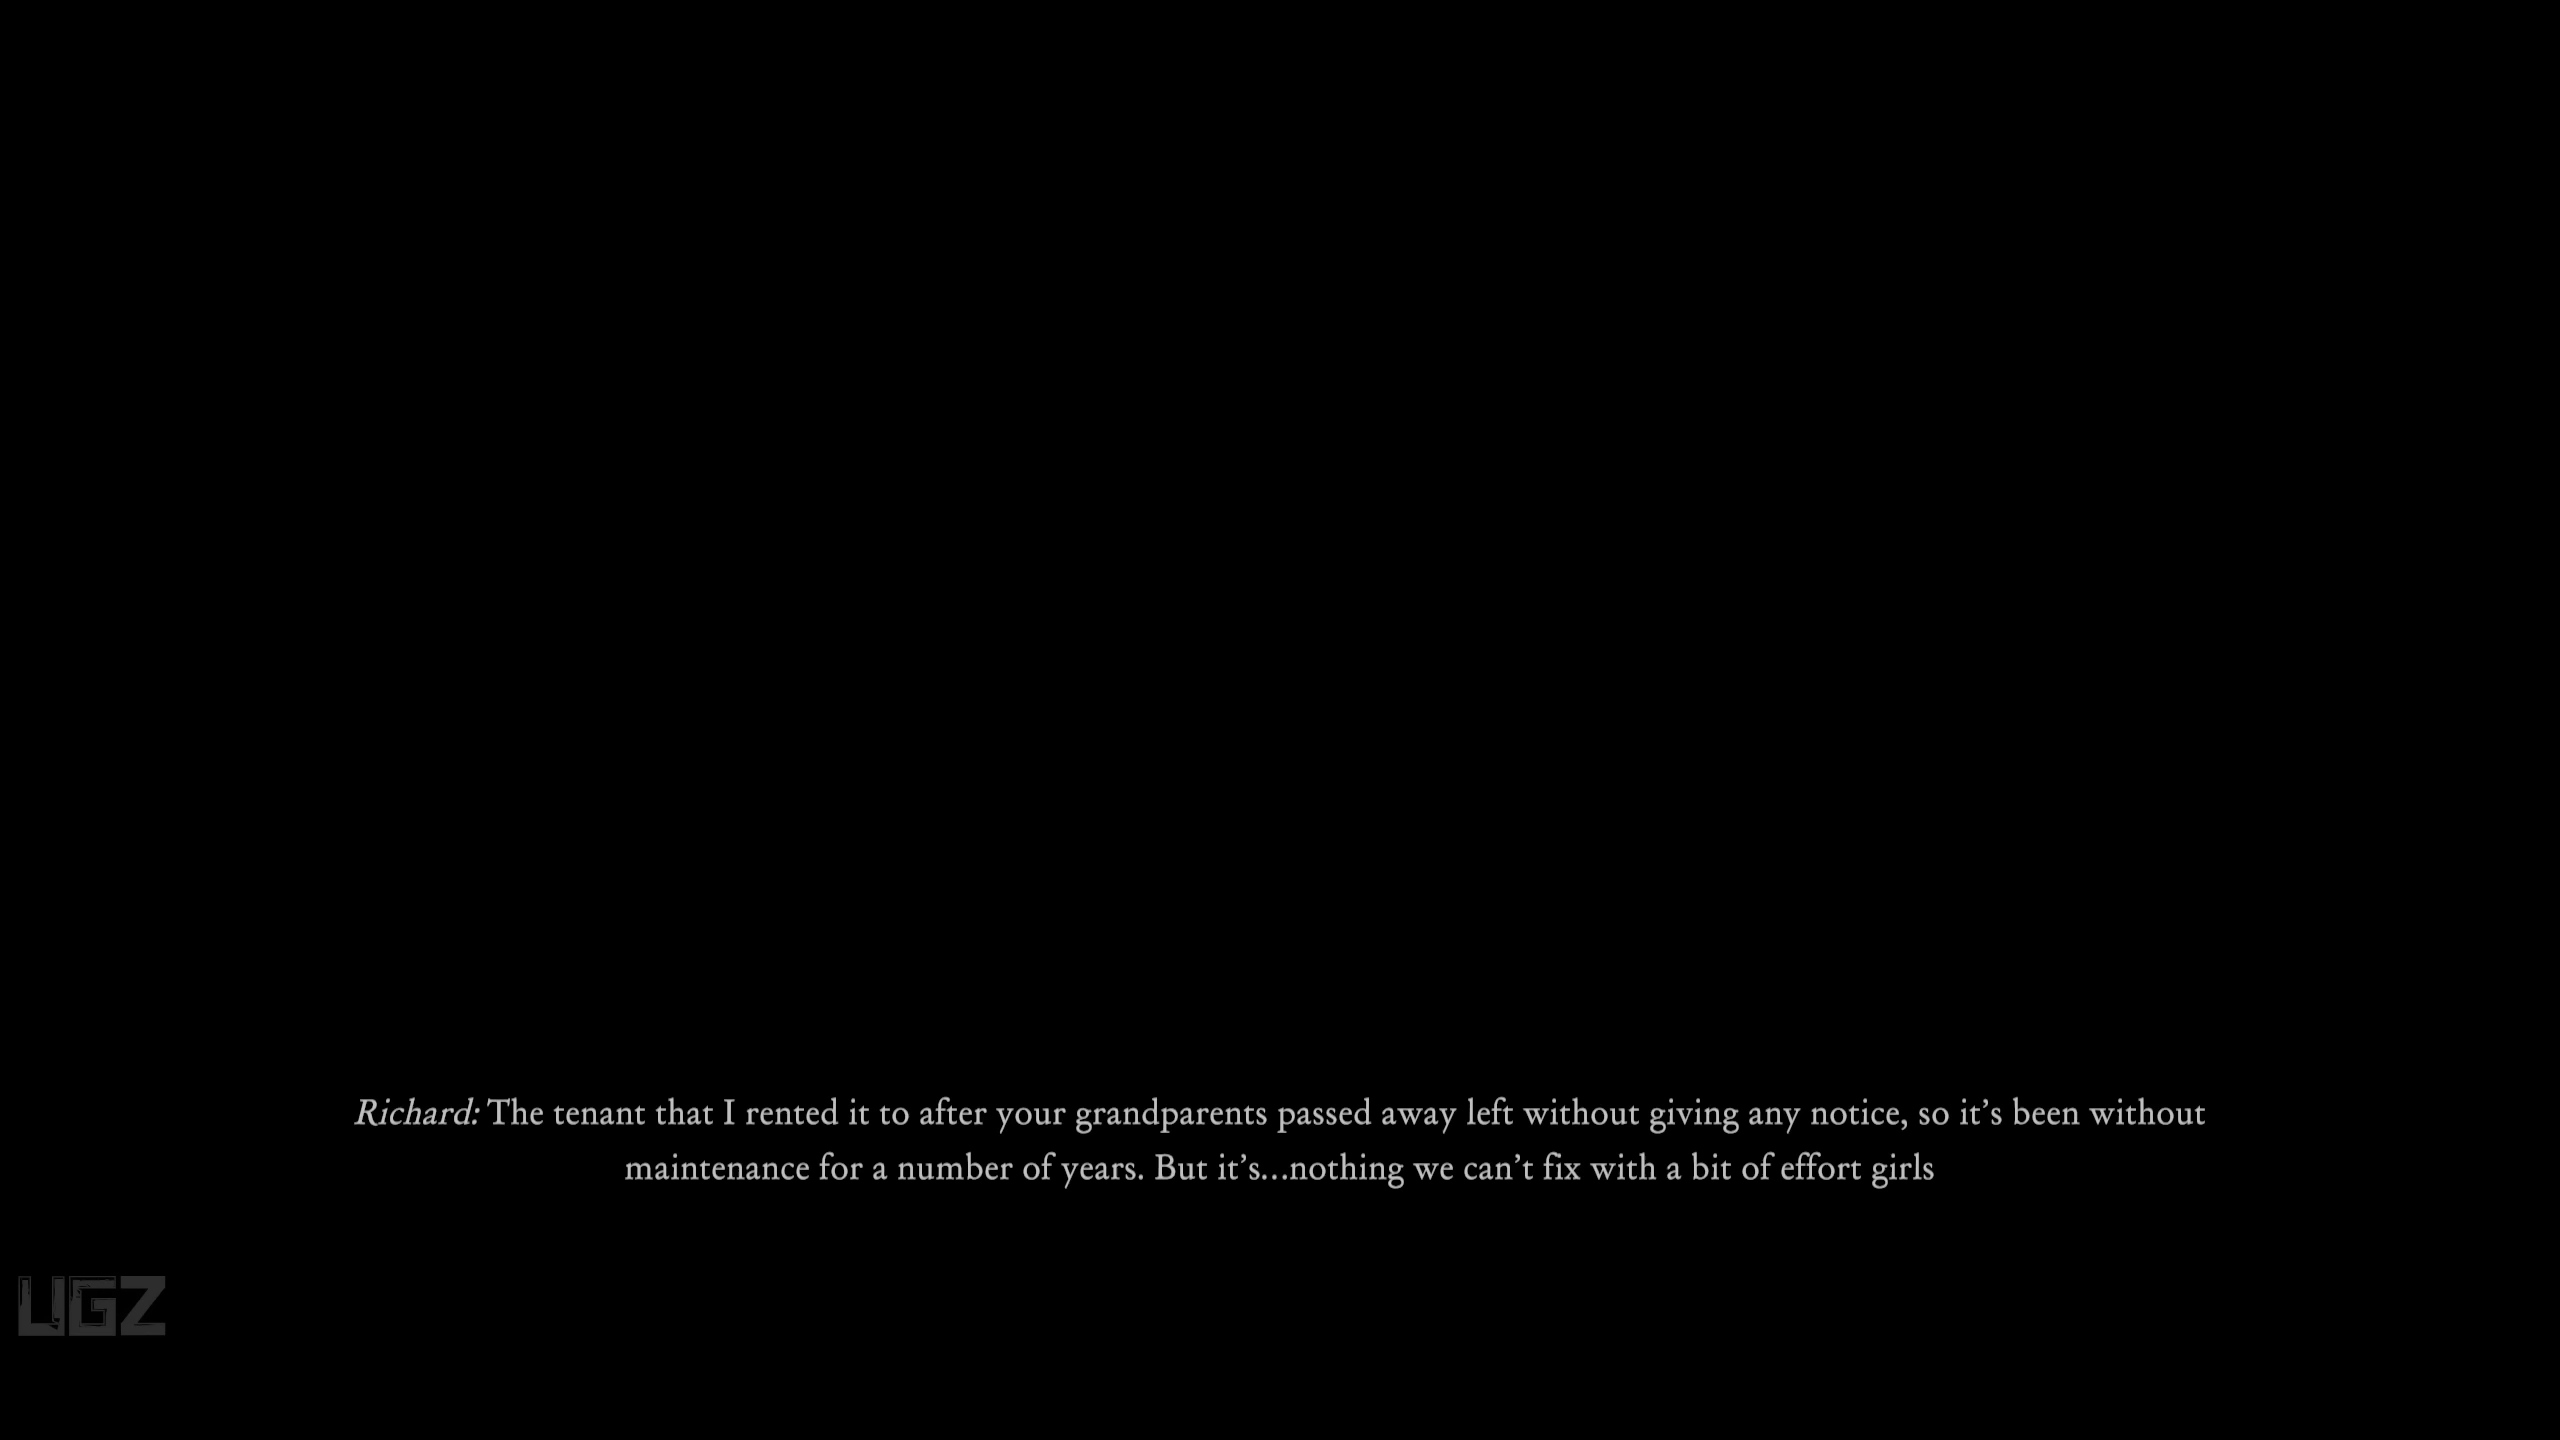 Richard: The tenant that I rented it to after your grandparents passed away left without giving any notice, so it’s been without
maintenance for a number of years. But it’s...nothing we can’t fix with a bit of effort girls
UGZ